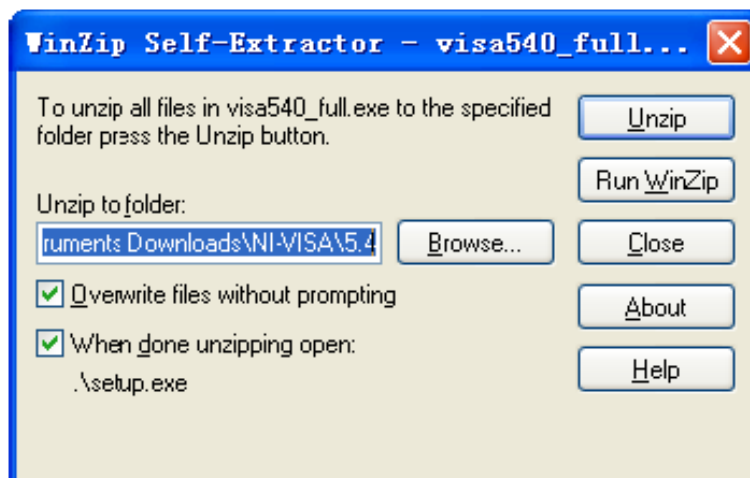 WinZip Self-Extractor - visa540_full...
To unzip all files in visa540_full.exe to the specified
folder press the Unzip button.
Unzip to folder:
ruments Downloads\NI-VISA\5.4
Browse...
Overwrite files without prompting
When done unzipping open:
.\setup.exe
Unzip
Run WinZip
Close
About
Help